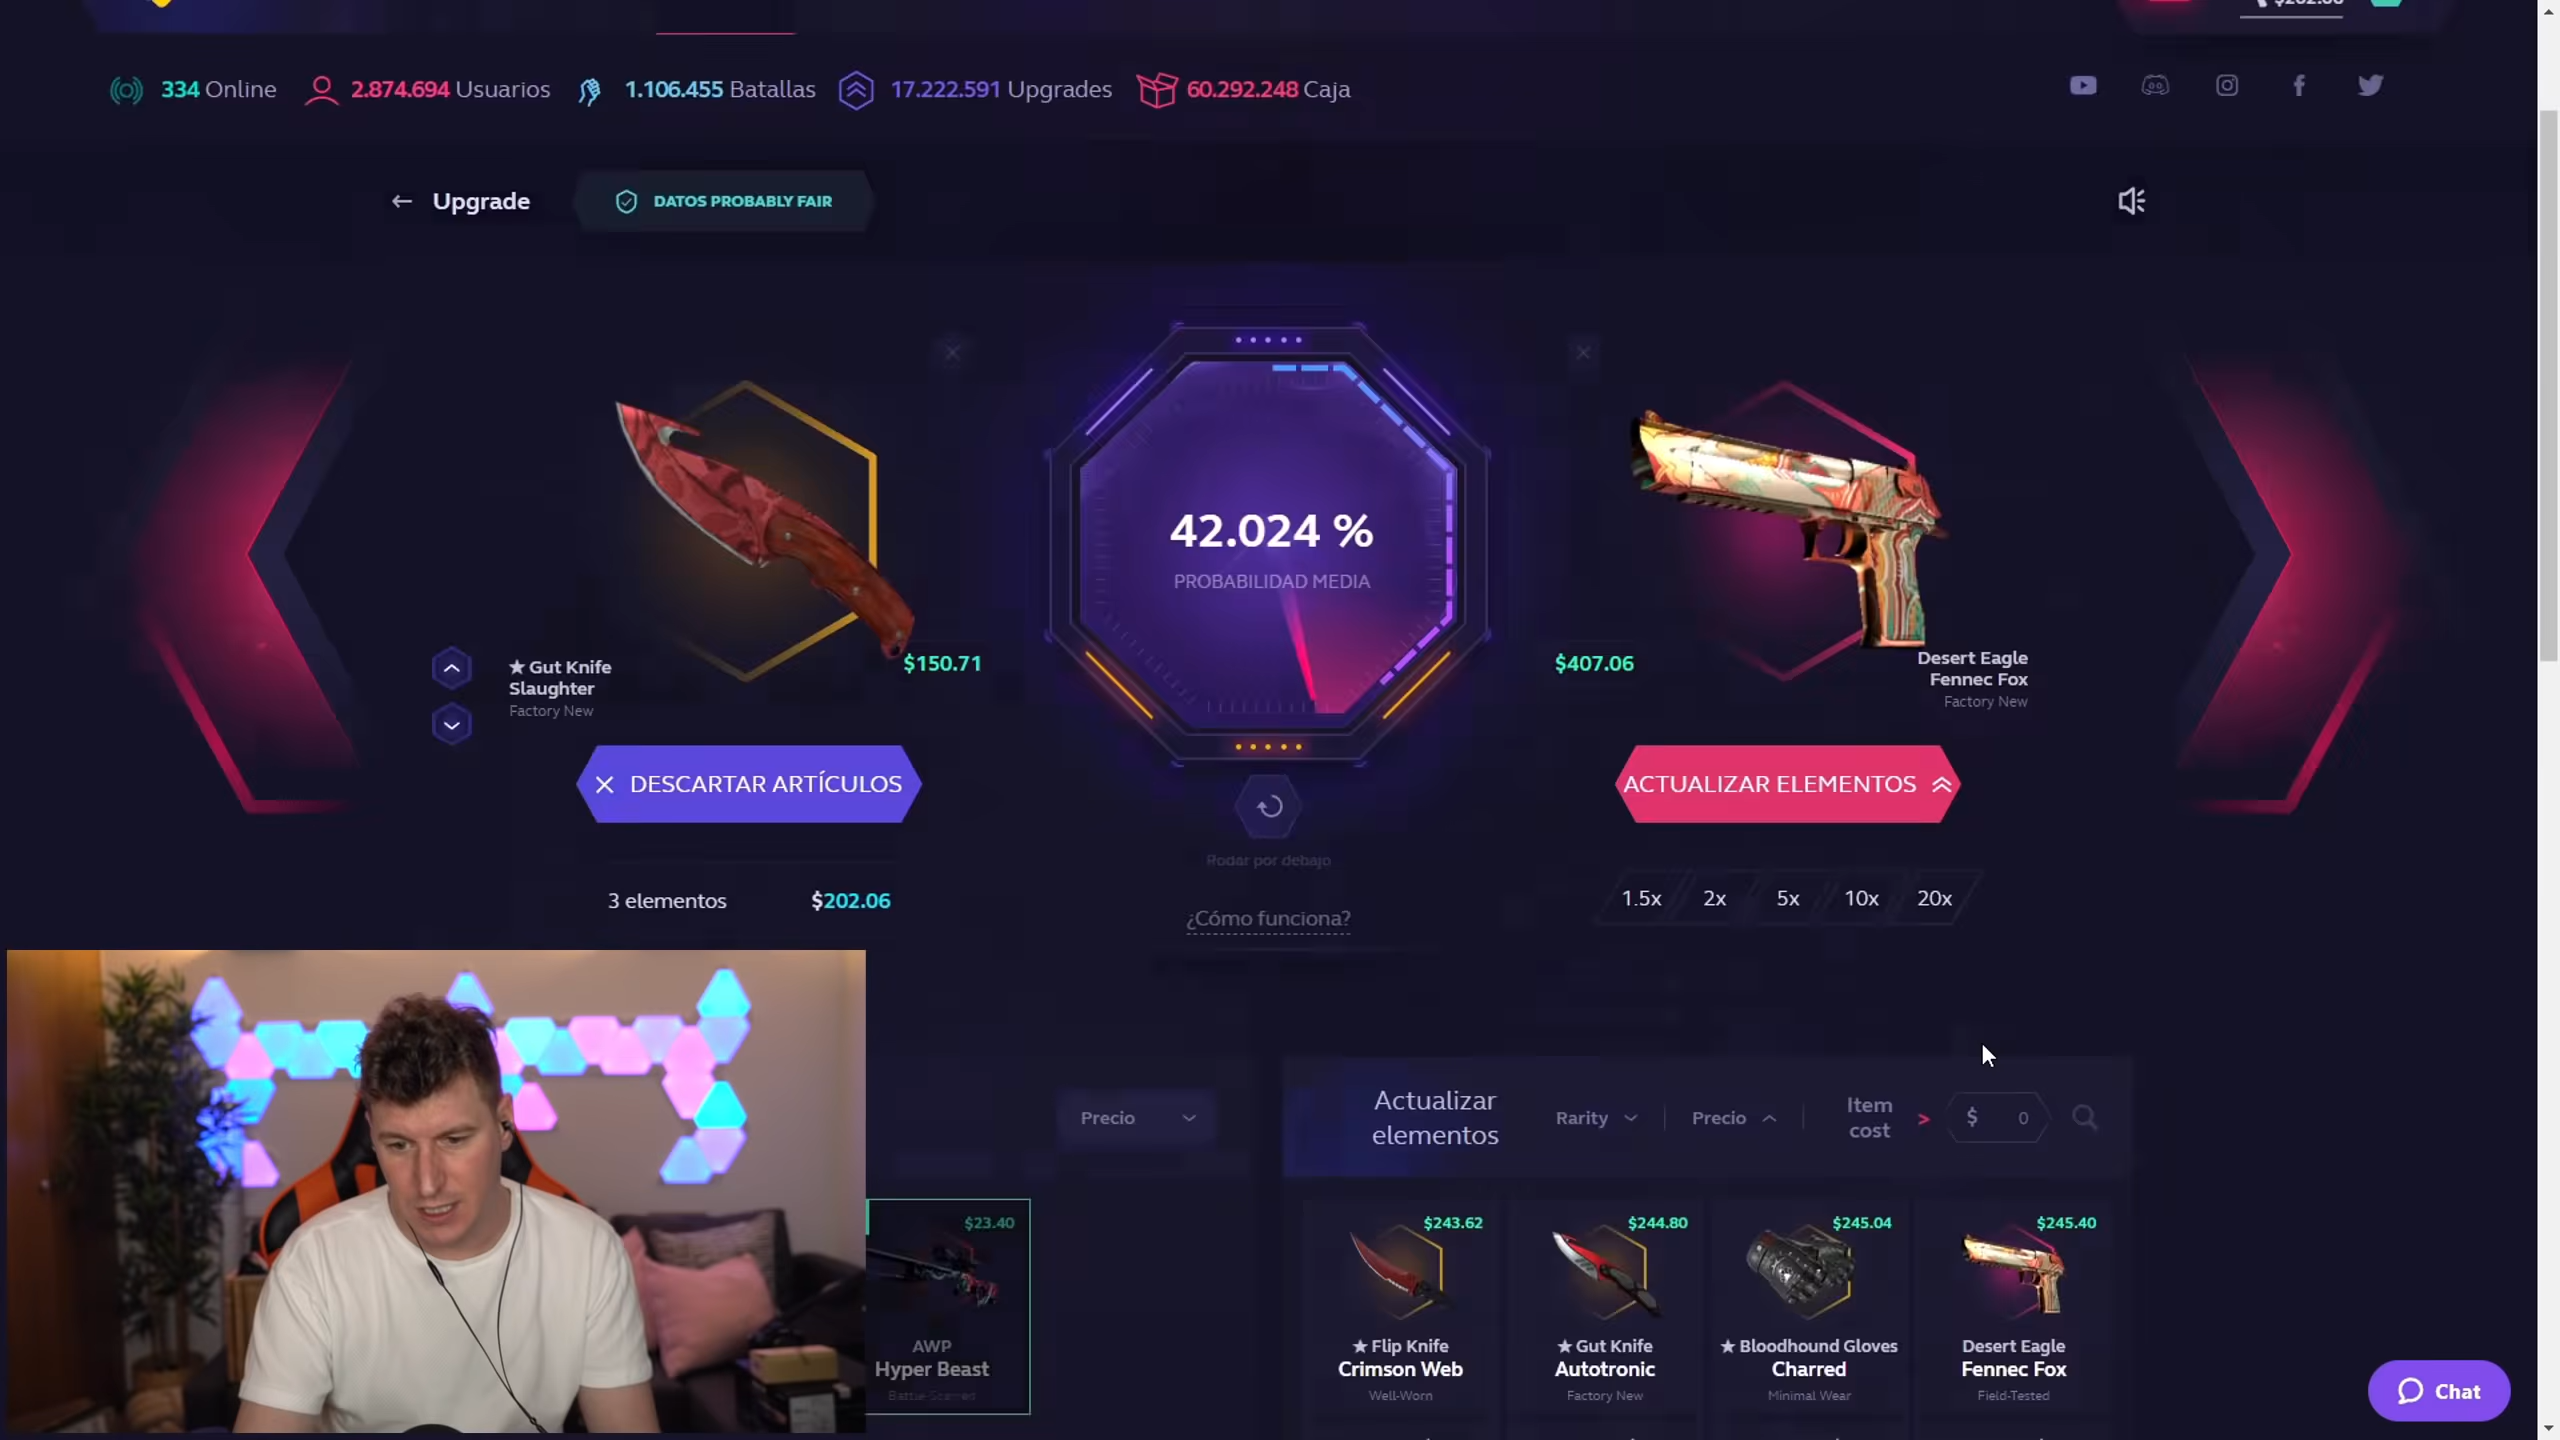 334 Online 2.874.694 Usuarios 1.106.455 Batallas 17.222.591 Upgrades 60.292.248 Caja
Upgrade DATOS PROBABLY FAIR
42.024 %
PROBABILIDAD MEDIA
★ Gut Knife
Slaughter
Factory New
$150.71
$407.06
Desert Eagle
Fennec Fox
Factory New
DESCARTAR ARTÍCULOS
ACTUALIZAR ELEMENTOS
Rodar por debajo
3 elementos $202.06
¿Cómo funciona?
1.5x 2x 5x 10x 20x
Precio
Actualizar
elementos
Rarity
Precio
Item
cost
> $ 0
$23.40
AWP
Hyper Beast
Battle-Scarred
$243.62
★ Flip Knife
Crimson Web
Well-Worn
$244.80
★ Gut Knife
Autotronic
Factory New
$245.04
★ Bloodhound Gloves
Charred
Minimal Wear
$245.40
Desert Eagle
Fennec Fox
Field-Tested
Chat